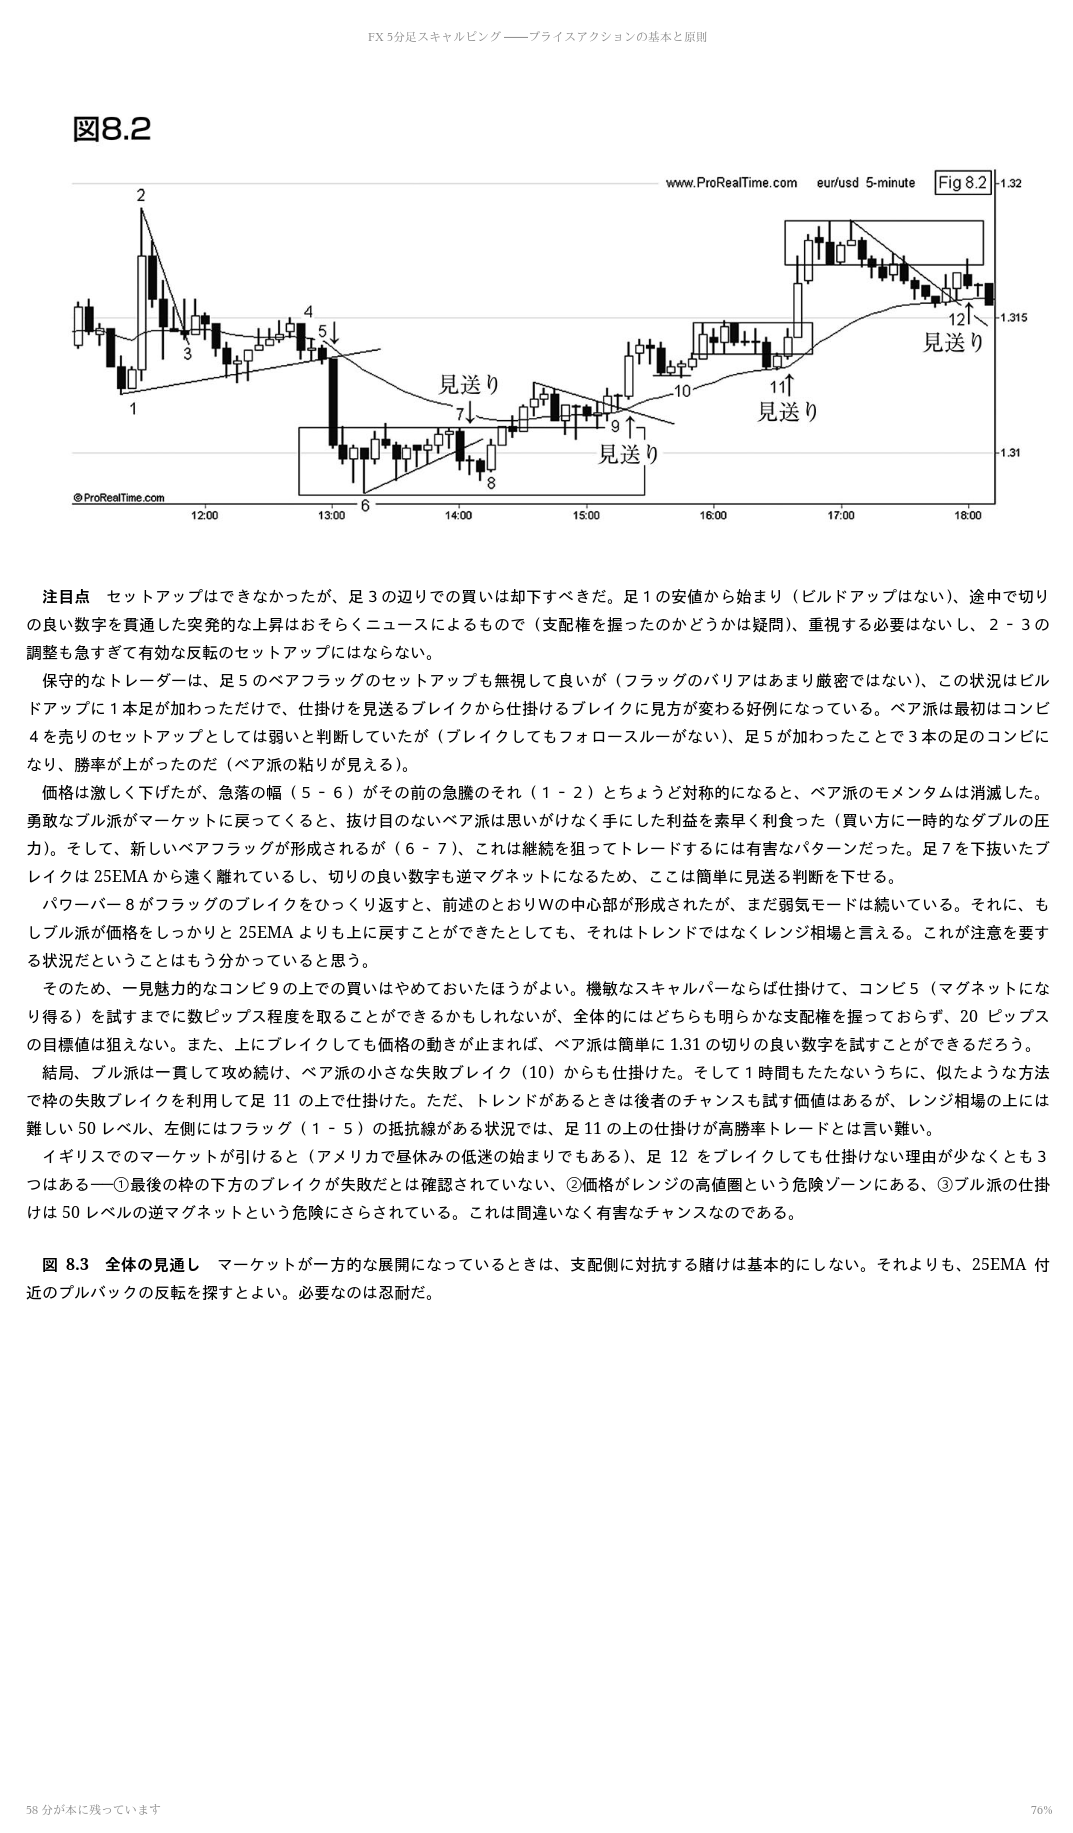 FX 5分足スキャルピング ――プライスアクションの基本と原則
図8.2
www.ProRealTime.com eur/usd 5-minute Fig 8.2
1.32
2
4
5
1.315
3
1
見送り
7
10
11
見送り
12
見送り
9
見送り
1.31
8
6
©ProRealTime.com
12:00 13:00 14:00 15:00 16:00 17:00 18:00
注目点 セットアップはできなかったが、足３の辺りでの買いは却下すべきだ。足１の安値から始まり（ビルドアップはない）、途中で切り
の良い数字を貫通した突発的な上昇はおそらくニュースによるもので（支配権を握ったのかどうかは疑問）、重視する必要はないし、２‐３の
調整も急すぎて有効な反転のセットアップにはならない。
保守的なトレーダーは、足５のベアフラッグのセットアップも無視して良いが（フラッグのバリアはあまり厳密ではない）、この状況はビル
ドアップに１本足が加わっただけで、仕掛けを見送るブレイクから仕掛けるブレイクに見方が変わる好例になっている。ベア派は最初はコンビ
４を売りのセットアップとしては弱いと判断していたが（ブレイクしてもフォロースルーがない）、足５が加わったことで３本の足のコンビに
なり、勝率が上がったのだ（ベア派の粘りが見える）。
価格は激しく下げたが、急落の幅（５‐６）がその前の急騰のそれ（１‐２）とちょうど対称的になると、ベア派のモメンタムは消滅した。
勇敢なブル派がマーケットに戻ってくると、抜け目のないベア派は思いがけなく手にした利益を素早く利食った（買い方に一時的なダブルの圧
力）。そして、新しいベアフラッグが形成されるが（６‐７）、これは継続を狙ってトレードするには有害なパターンだった。足７を下抜いたブ
レイクは 25EMA から遠く離れているし、切りの良い数字も逆マグネットになるため、ここは簡単に見送る判断を下せる。
パワーバー８がフラッグのブレイクをひっくり返すと、前述のとおりＷの中心部が形成されたが、まだ弱気モードは続いている。それに、も
しブル派が価格をしっかりと 25EMA よりも上に戻すことができたとしても、それはトレンドではなくレンジ相場と言える。これが注意を要す
る状況だということはもう分かっていると思う。
そのため、一見魅力的なコンビ９の上での買いはやめておいたほうがよい。機敏なスキャルパーならば仕掛けて、コンビ５（マグネットにな
り得る）を試すまでに数ピップス程度を取ることができるかもしれないが、全体的にはどちらも明らかな支配権を握っておらず、20 ピップス
の目標値は狙えない。また、上にブレイクしても価格の動きが止まれば、ベア派は簡単に 1.31 の切りの良い数字を試すことができるだろう。
結局、ブル派は一貫して攻め続け、ベア派の小さな失敗ブレイク（10）からも仕掛けた。そして１時間もたたないうちに、似たような方法
で枠の失敗ブレイクを利用して足 11 の上で仕掛けた。ただ、トレンドがあるときは後者のチャンスも試す価値はあるが、レンジ相場の上には
難しい 50 レベル、左側にはフラッグ（１‐５）の抵抗線がある状況では、足 11 の上の仕掛けが高勝率トレードとは言い難い。
イギリスでのマーケットが引けると（アメリカで昼休みの低迷の始まりでもある）、足 12 をブレイクしても仕掛けない理由が少なくとも３
つはある――①最後の枠の下方のブレイクが失敗だとは確認されていない、②価格がレンジの高値圏という危険ゾーンにある、③ブル派の仕掛
けは 50 レベルの逆マグネットという危険にさらされている。これは間違いなく有害なチャンスなのである。
図 8.3 全体の見通し マーケットが一方的な展開になっているときは、支配側に対抗する賭けは基本的にしない。それよりも、25EMA 付
近のプルバックの反転を探すとよい。必要なのは忍耐だ。
58 分が本に残っています
76%